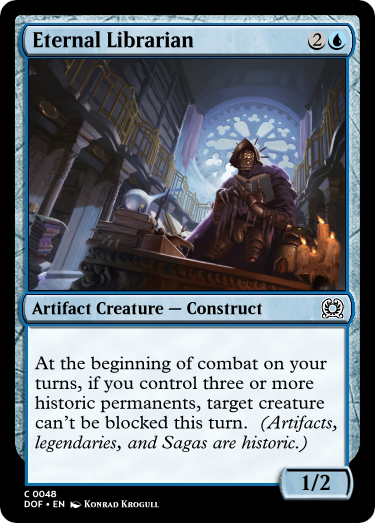 Eternal Librarian 2
Artifact Creature — Construct
At the beginning of combat on your
turns, if you control three or more
historic permanents, target creature
can't be blocked this turn.  (Artifacts,
legendaries, and Sagas are historic.)
1/2
C 0048
DOF • EN Konrad Krogull